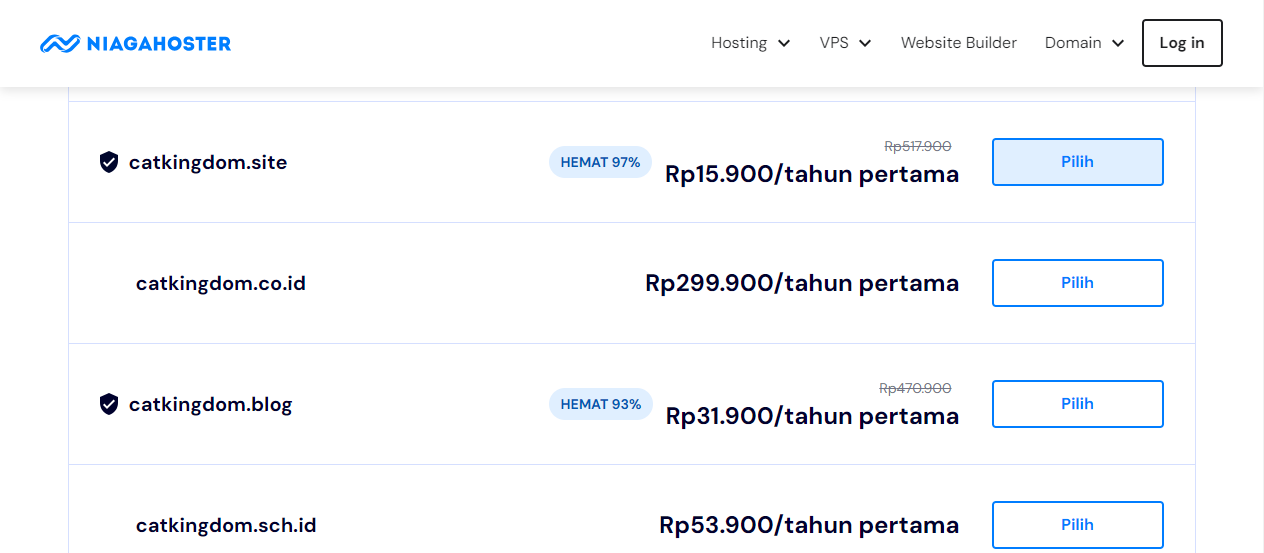 NIAGAHOSTER
Hosting VPS Website Builder Domain Log in
catkingdom.site
HEMAT 97%
Rp517.900
Rp15.900/tahun pertama
Pilih
catkingdom.co.id
Rp299.900/tahun pertama
Pilih
catkingdom.blog
HEMAT 93%
Rp470.900
Rp31.900/tahun pertama
Pilih
catkingdom.sch.id
Rp53.900/tahun pertama
Pilih